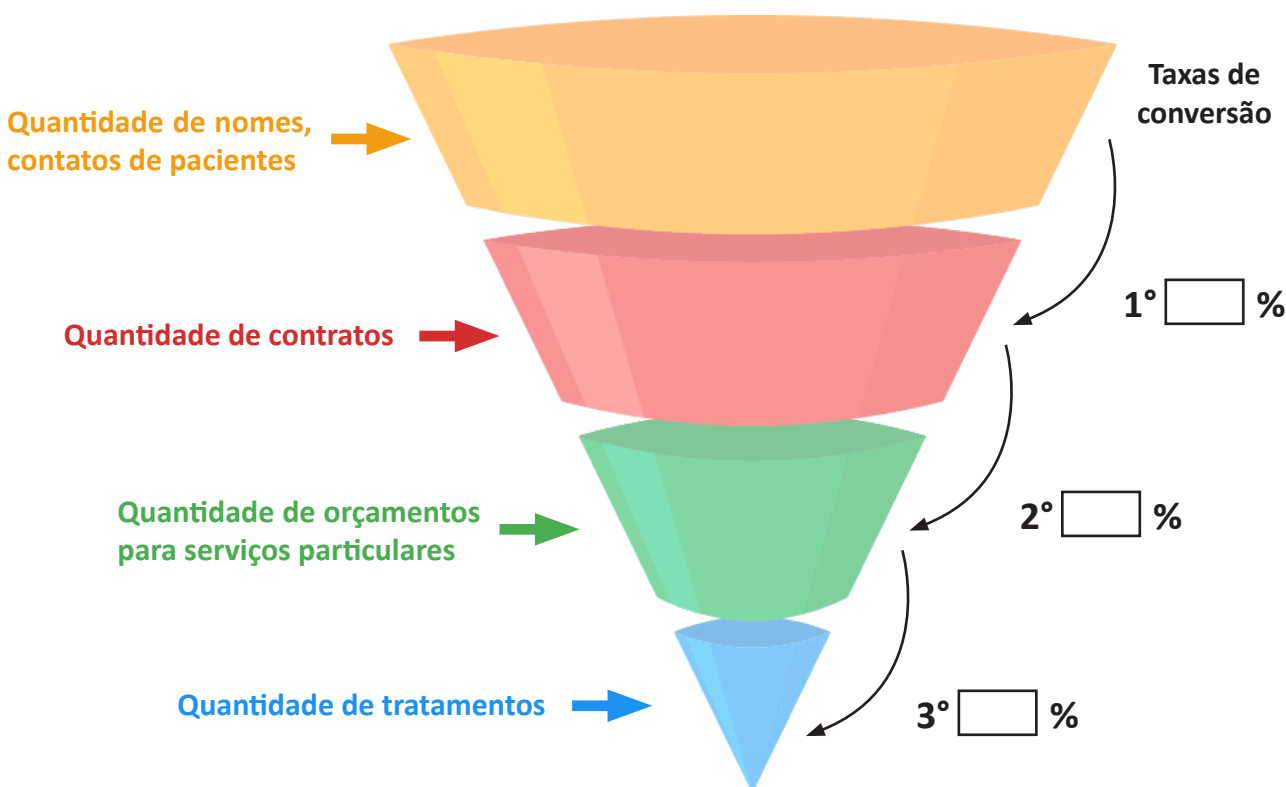 Taxas de
conversão
Quantidade de nomes,
contatos de pacientes
1° %
Quantidade de contratos
2° %
Quantidade de orçamentos
para serviços particulares
3° %
Quantidade de tratamentos